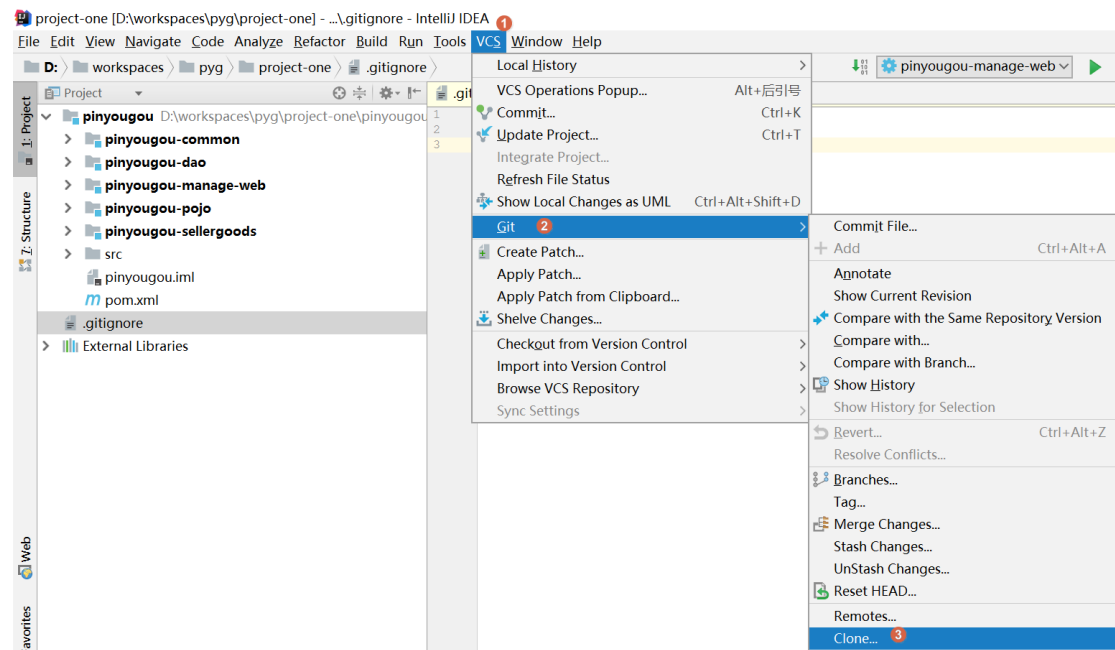 project-one [D:\workspaces\pyg\project-one] - ...\.gitignore - IntelliJ IDEA
1
File Edit View Navigate Code Analyze Refactor Build Run Tools VCS Window Help
D: workspaces pyg project-one .gitignore
pinyougou-manage-web
Project
.git
1: Project
7: Structure
Web
avorites
pinyougou D:\workspaces\pyg\project-one\pinyougou
pinyougou-common
pinyougou-dao
pinyougou-manage-web
pinyougou-pojo
pinyougou-sellergoods
src
pinyougou.iml
pom.xml
.gitignore
External Libraries
1
2
3
Local History
VCS Operations Popup... Alt+后引号
Commit... Ctrl+K
Update Project... Ctrl+T
Integrate Project...
Refresh File Status
Show Local Changes as UML Ctrl+Alt+Shift+D
Git 2
Create Patch...
Apply Patch...
Apply Patch from Clipboard...
Shelve Changes...
Checkout from Version Control
Import into Version Control
Browse VCS Repository
Sync Settings
Commit File...
Add Ctrl+Alt+A
Annotate
Show Current Revision
Compare with the Same Repository Version
Compare with...
Compare with Branch...
Show History
Show History for Selection
Revert... Ctrl+Alt+Z
Resolve Conflicts...
Branches...
Tag...
Merge Changes...
Stash Changes...
UnStash Changes...
Reset HEAD...
Remotes...
Clone... 3